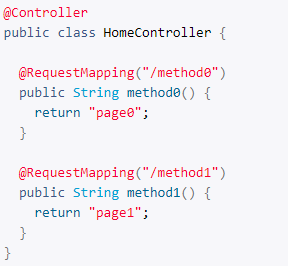 @Controller
public class HomeController {
  @RequestMapping("/method0")
  public String method0() {
    return "page0";
  }
  @RequestMapping("/method1")
  public String method1() {
    return "page1";
  }
}